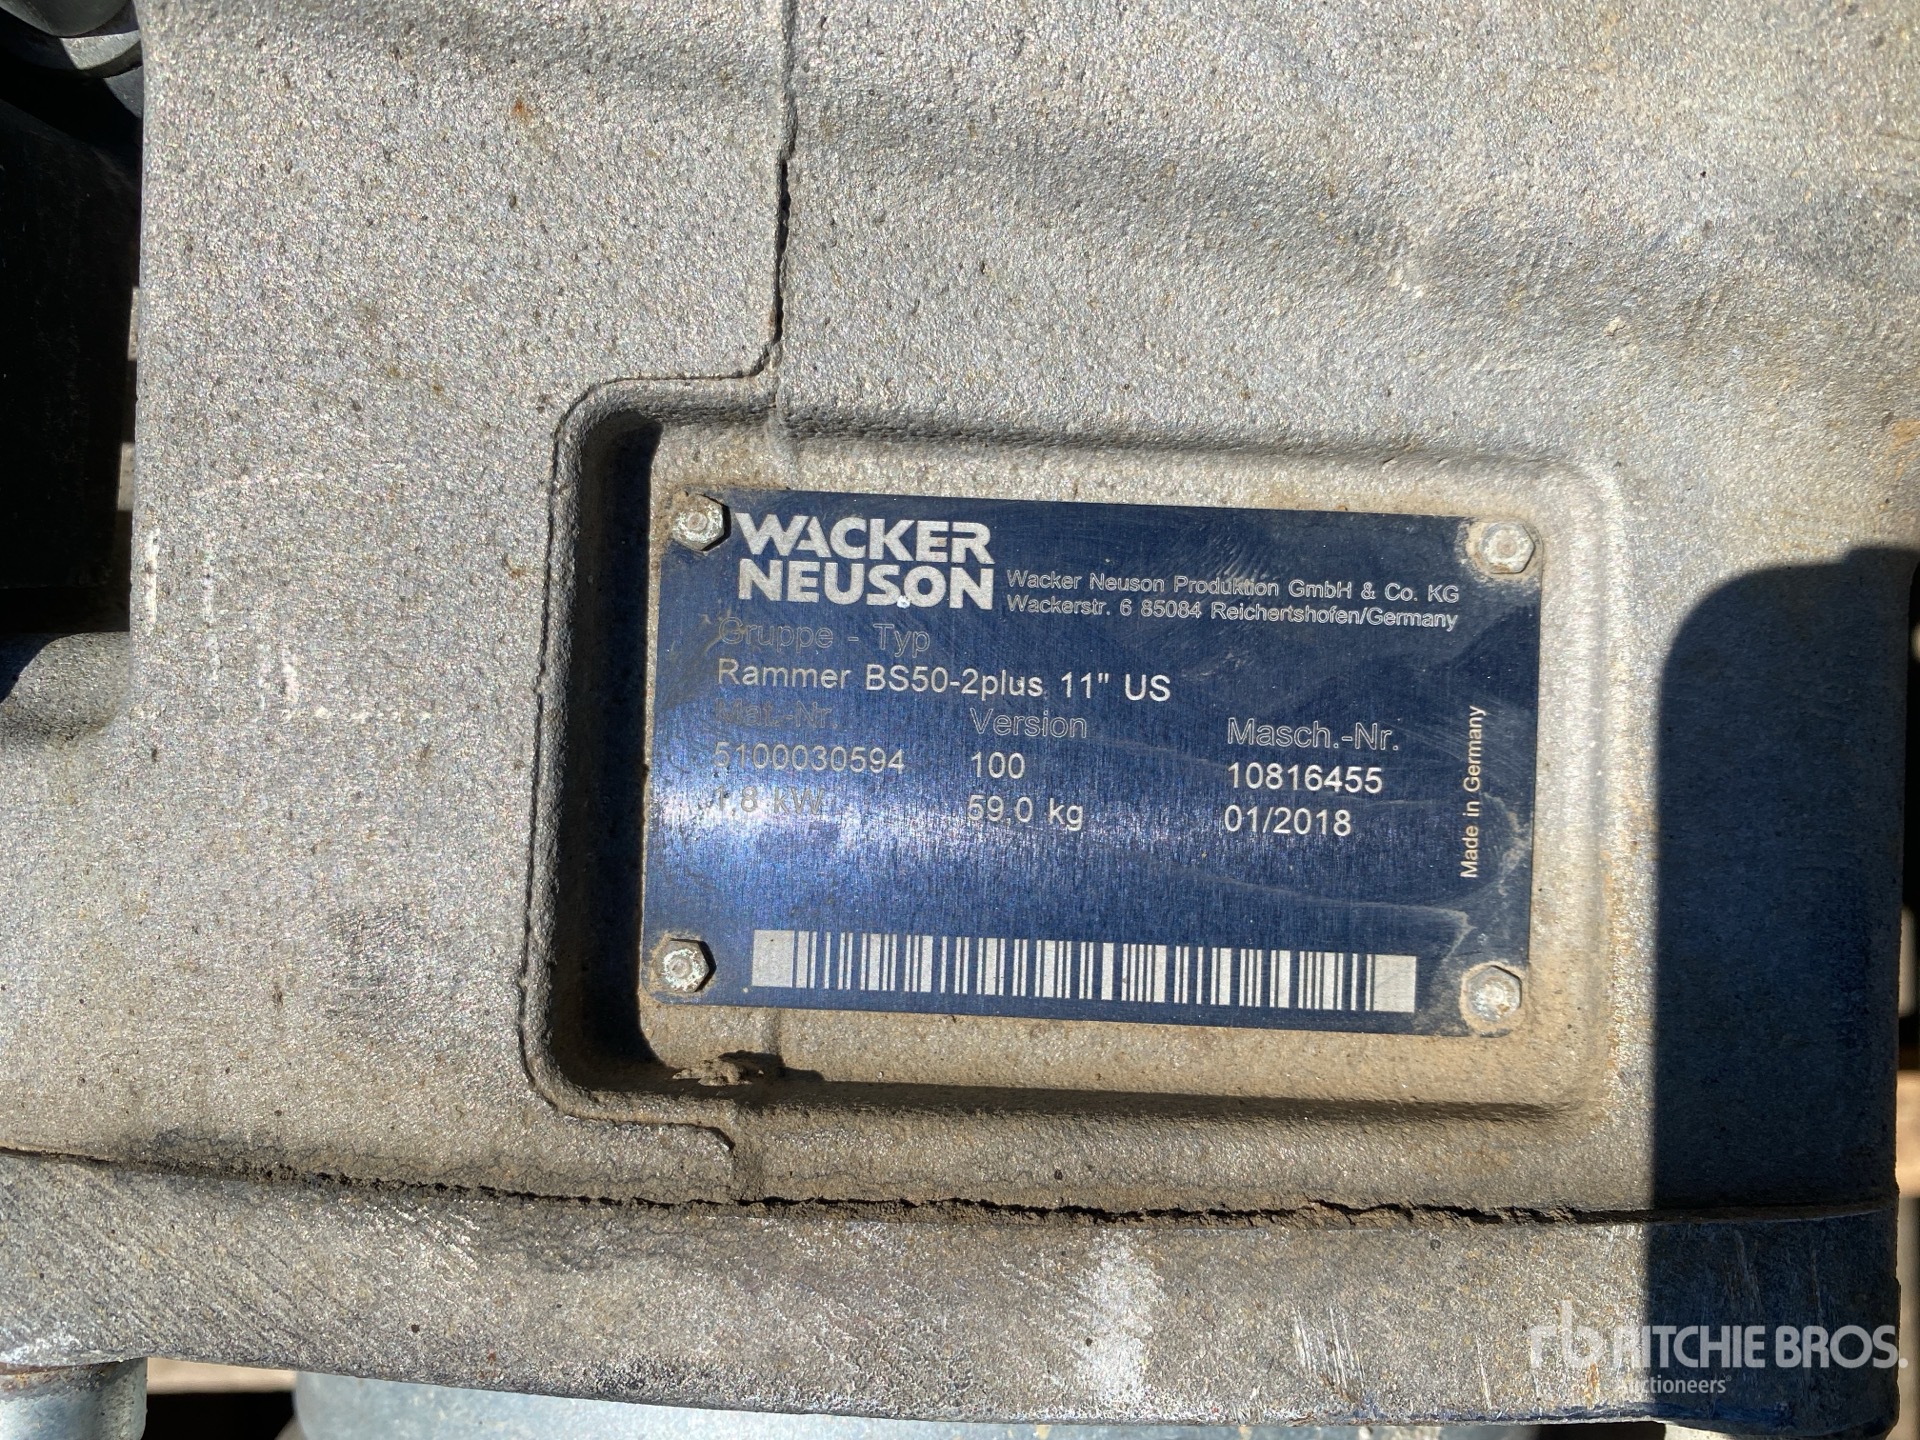 WACKER
NEUSON
Wacker Neuson Produktion GmbH & Co. KG
Wackerstr. 6 85084 Reichertshofen/Germany
Gruppe - Typ
Rammer BS50-2plus 11" US
Mat.-Nr. Version Masch.-Nr.
5100030594 100 10816455
1.8 kW 59.0 kg 01/2018
Made in Germany
rb RITCHIE BROS.
Auctioneers